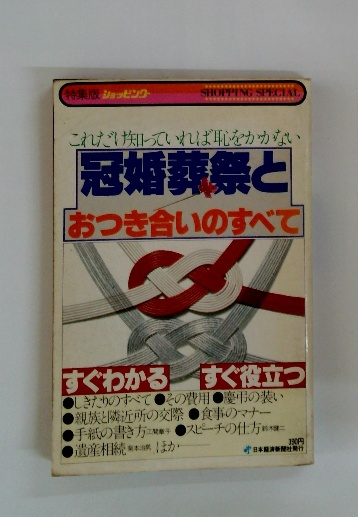 特集版 ショッピング SHOPPING SPECIAL
これだけ知っていれば恥をかかない
冠婚葬祭と
おつき合いのすべて
すぐわかる すぐ役立つ
●しきたりのすべて ●その費用 ●慶弔の装い
●親族と隣近所の交際 ●食事のマナー
●手紙の書き方 ●スピーチの仕方
●遺産相続 ほか──
390円
日本経済新聞社発行